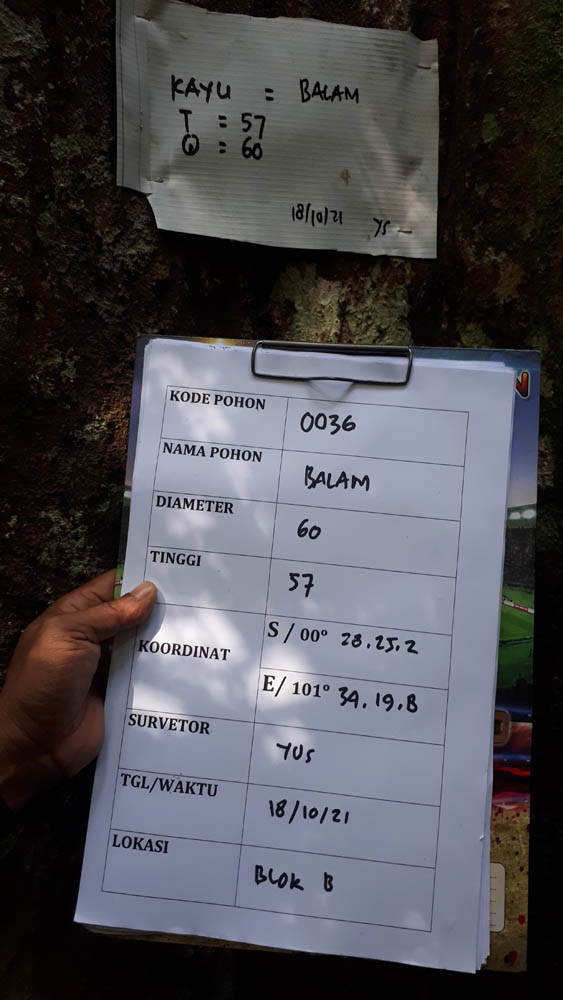 KAYU = BALAM
T = 57
Q = 60
18/10/21 YS
KODE POHON 0036
NAMA POHON BALAM
DIAMETER 60
TINGGI 57
KOORDINAT
S / 00° 28.25.2
E/ 101° 34.19.8
SURVETOR YUS
TGL/WAKTU 18/10/21
LOKASI BLOK B